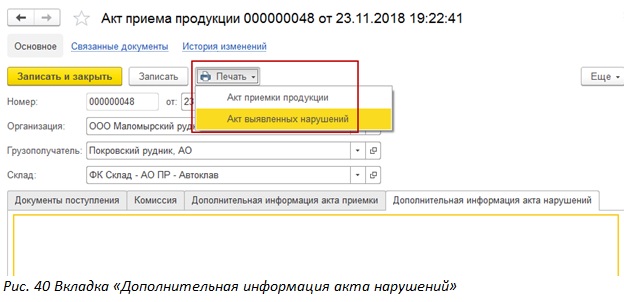 Акт приема продукции 000000048 от 23.11.2018 19:22:41
Основное Связанные документы История изменений
Записать и закрыть Записать Печать Еще
Акт приемки продукции
Номер: 000000048 от: 23
Акт выявленных нарушений
Организация: ООО Маломырский руд
Грузополучатель: Покровский рудник, АО
Склад: ФК Склад - АО ПР - Автоклав
Документы поступления Комиссия Дополнительная информация акта приемки Дополнительная информация акта нарушений
Рис. 40 Вкладка «Дополнительная информация акта нарушений»